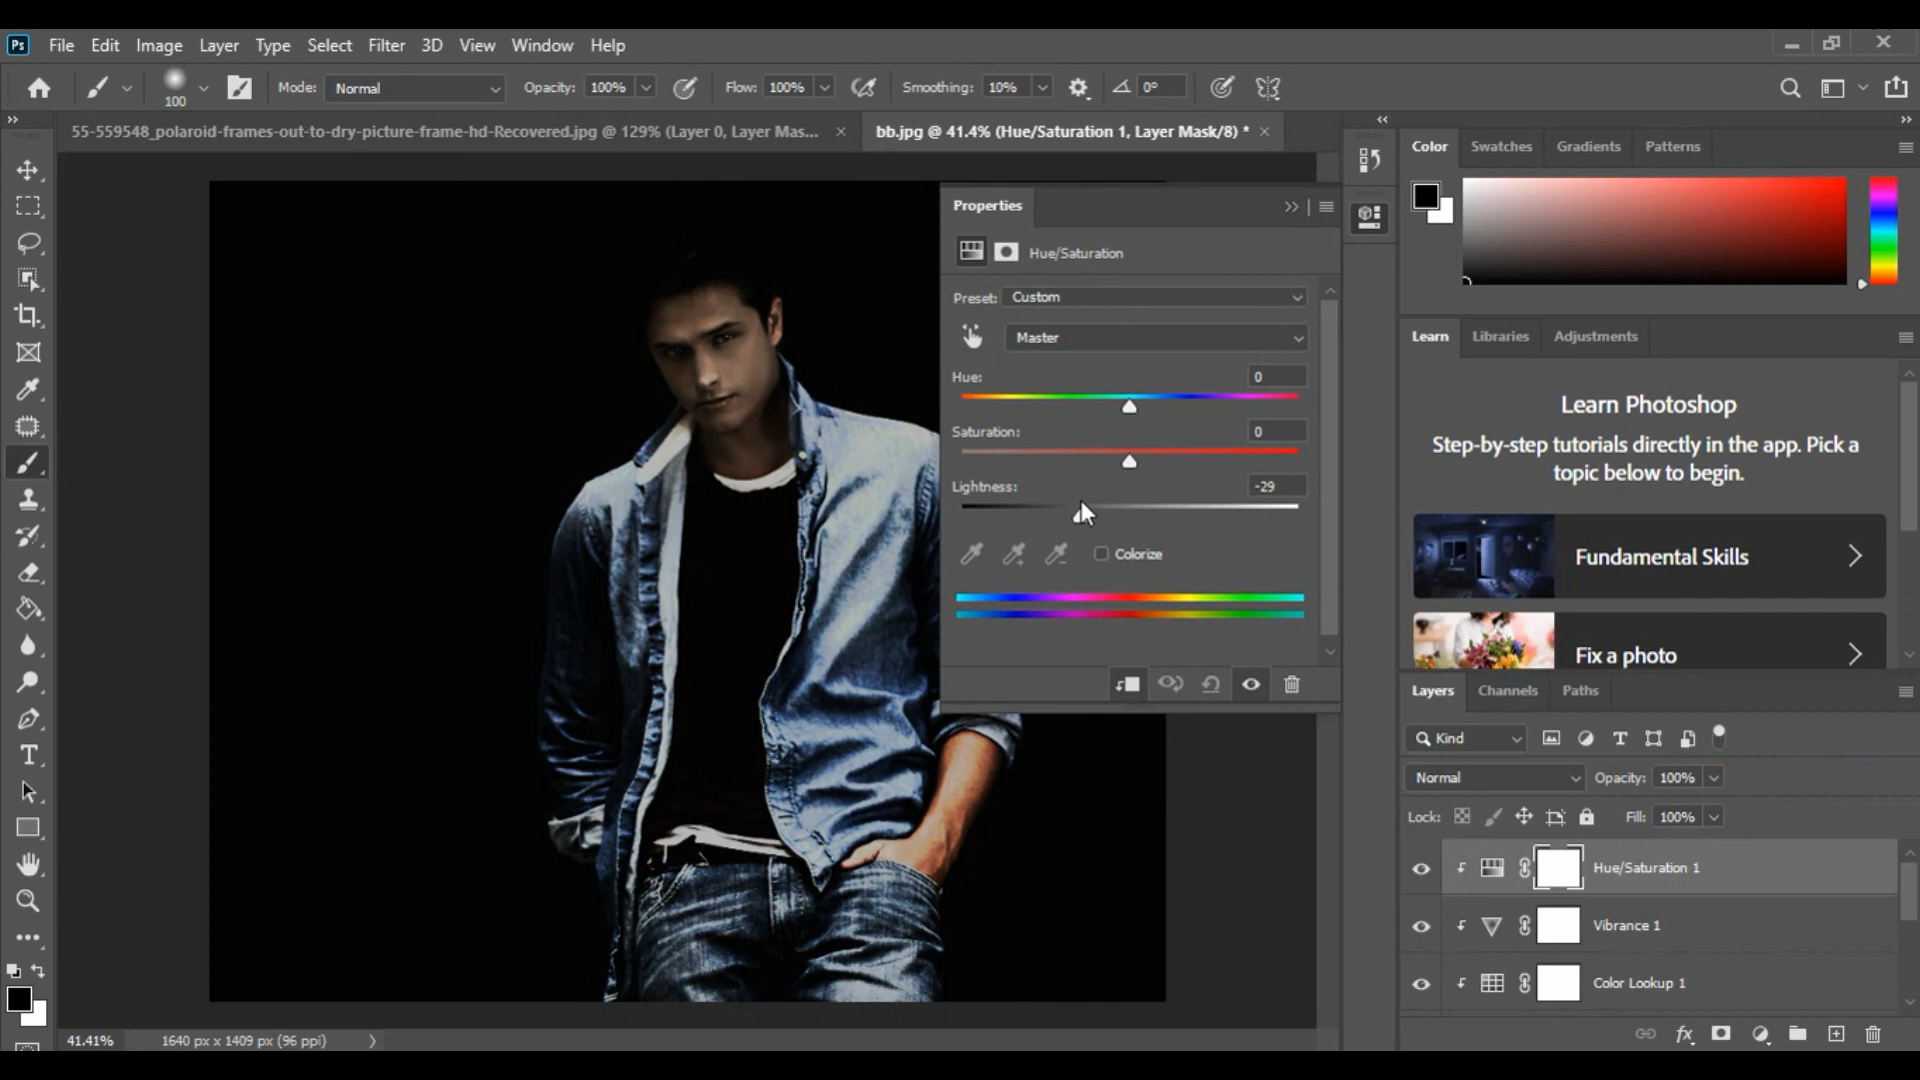 Ps File Edit Image Layer Type Select Filter 3D View Window Help
100 Mode: Normal Opacity: 100% Flow: 100% Smoothing: 10% 0°
55-559548_polaroid-frames-out-to-dry-picture-frame-hd-Recovered.jpg @ 129% (Layer 0, Layer Mas... × bb.jpg @ 41.4% (Hue/Saturation 1, Layer Mask/8) * ×
Color Swatches Gradients Patterns
Properties
Hue/Saturation
Preset: Custom
Master
Hue: 0
Saturation: 0
Lightness: -29
Colorize
Learn Libraries Adjustments
Learn Photoshop
Step-by-step tutorials directly in the app. Pick a
topic below to begin.
Fundamental Skills
Fix a photo
Layers Channels Paths
Kind
Normal Opacity: 100%
Lock: Fill: 100%
Hue/Saturation 1
Vibrance 1
Color Lookup 1
fx
41.41% 1640 px x 1409 px (96 ppi)